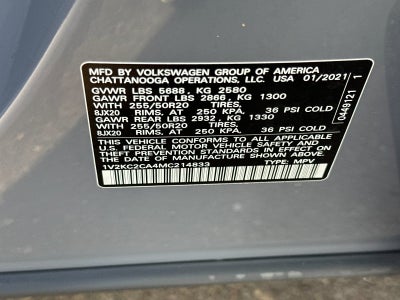 MFD BY VOLKSWAGEN GROUP OF AMERICA
CHATTANOOGA OPERATIONS, LLC. USA 01/2021
GVWR LBS 5688, KG 2580
GAWR FRONT LBS 2866, KG 1300
WITH 255/50R20 TIRES,
8JX20 RIMS, AT 250 KPA, 36 PSI COLD
GAWR REAR LBS 2932, KG 1330
WITH 255/50R20 TIRES,
8JX20 RIMS, AT 250 KPA, 36 PSI COLD
THIS VEHICLE CONFORMS TO ALL APPLICABLE
U.S. FEDERAL MOTOR VEHICLE SAFETY AND
THEFT PREVENTION STANDARDS IN EFFECT ON
THE DATE OF MANUFACTURE SHOWN ABOVE.
1V2KC2CA4MC214833 TYPE: MPV
0449121 1